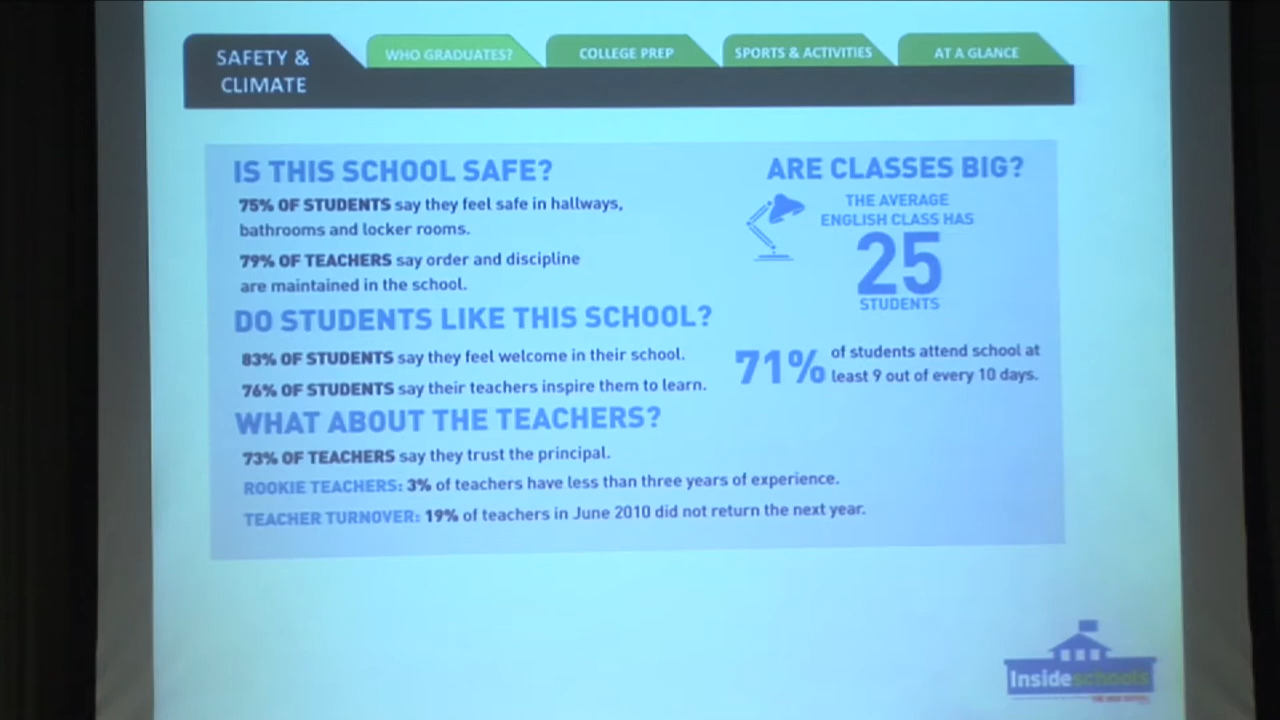 SAFETY &
CLIMATE
WHO GRADUATES?
COLLEGE PREP
SPORTS & ACTIVITIES
AT A GLANCE
IS THIS SCHOOL SAFE?
75% OF STUDENTS say they feel safe in hallways,
bathrooms and locker rooms.
79% OF TEACHERS say order and discipline
are maintained in the school.
DO STUDENTS LIKE THIS SCHOOL?
83% OF STUDENTS say they feel welcome in their school.
76% OF STUDENTS say their teachers inspire them to learn.
WHAT ABOUT THE TEACHERS?
73% OF TEACHERS say they trust the principal.
ROOKIE TEACHERS: 3% of teachers have less than three years of experience.
TEACHER TURNOVER: 19% of teachers in June 2010 did not return the next year.
ARE CLASSES BIG?
THE AVERAGE
ENGLISH CLASS HAS
25
STUDENTS
71% of students attend school at
least 9 out of every 10 days.
Insideschools